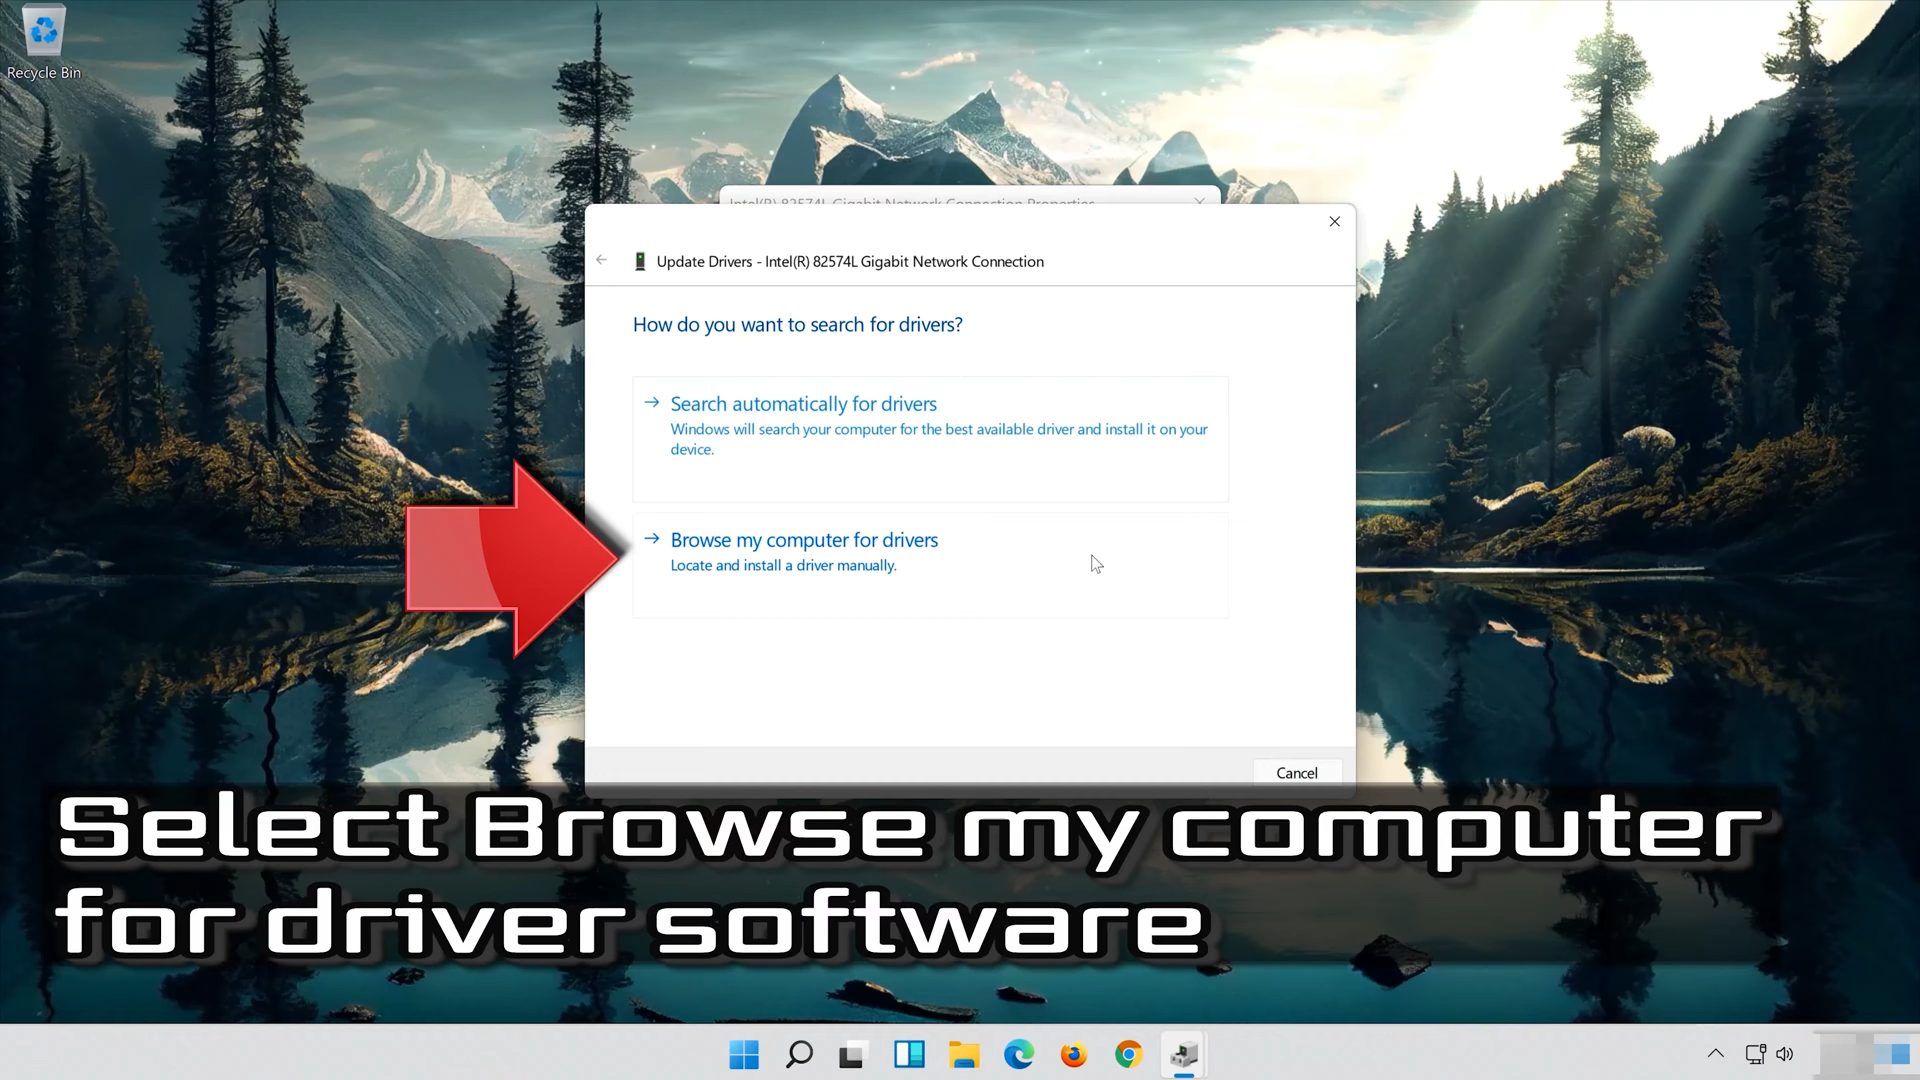 Recycle Bin
Intel(R) 82574L Gigabit Network Connection Properties
Update Drivers - Intel(R) 82574L Gigabit Network Connection
How do you want to search for drivers?
Search automatically for drivers
Windows will search your computer for the best available driver and install it on your
device.
Browse my computer for drivers
Locate and install a driver manually.
Cancel
Select Browse my computer
for driver software